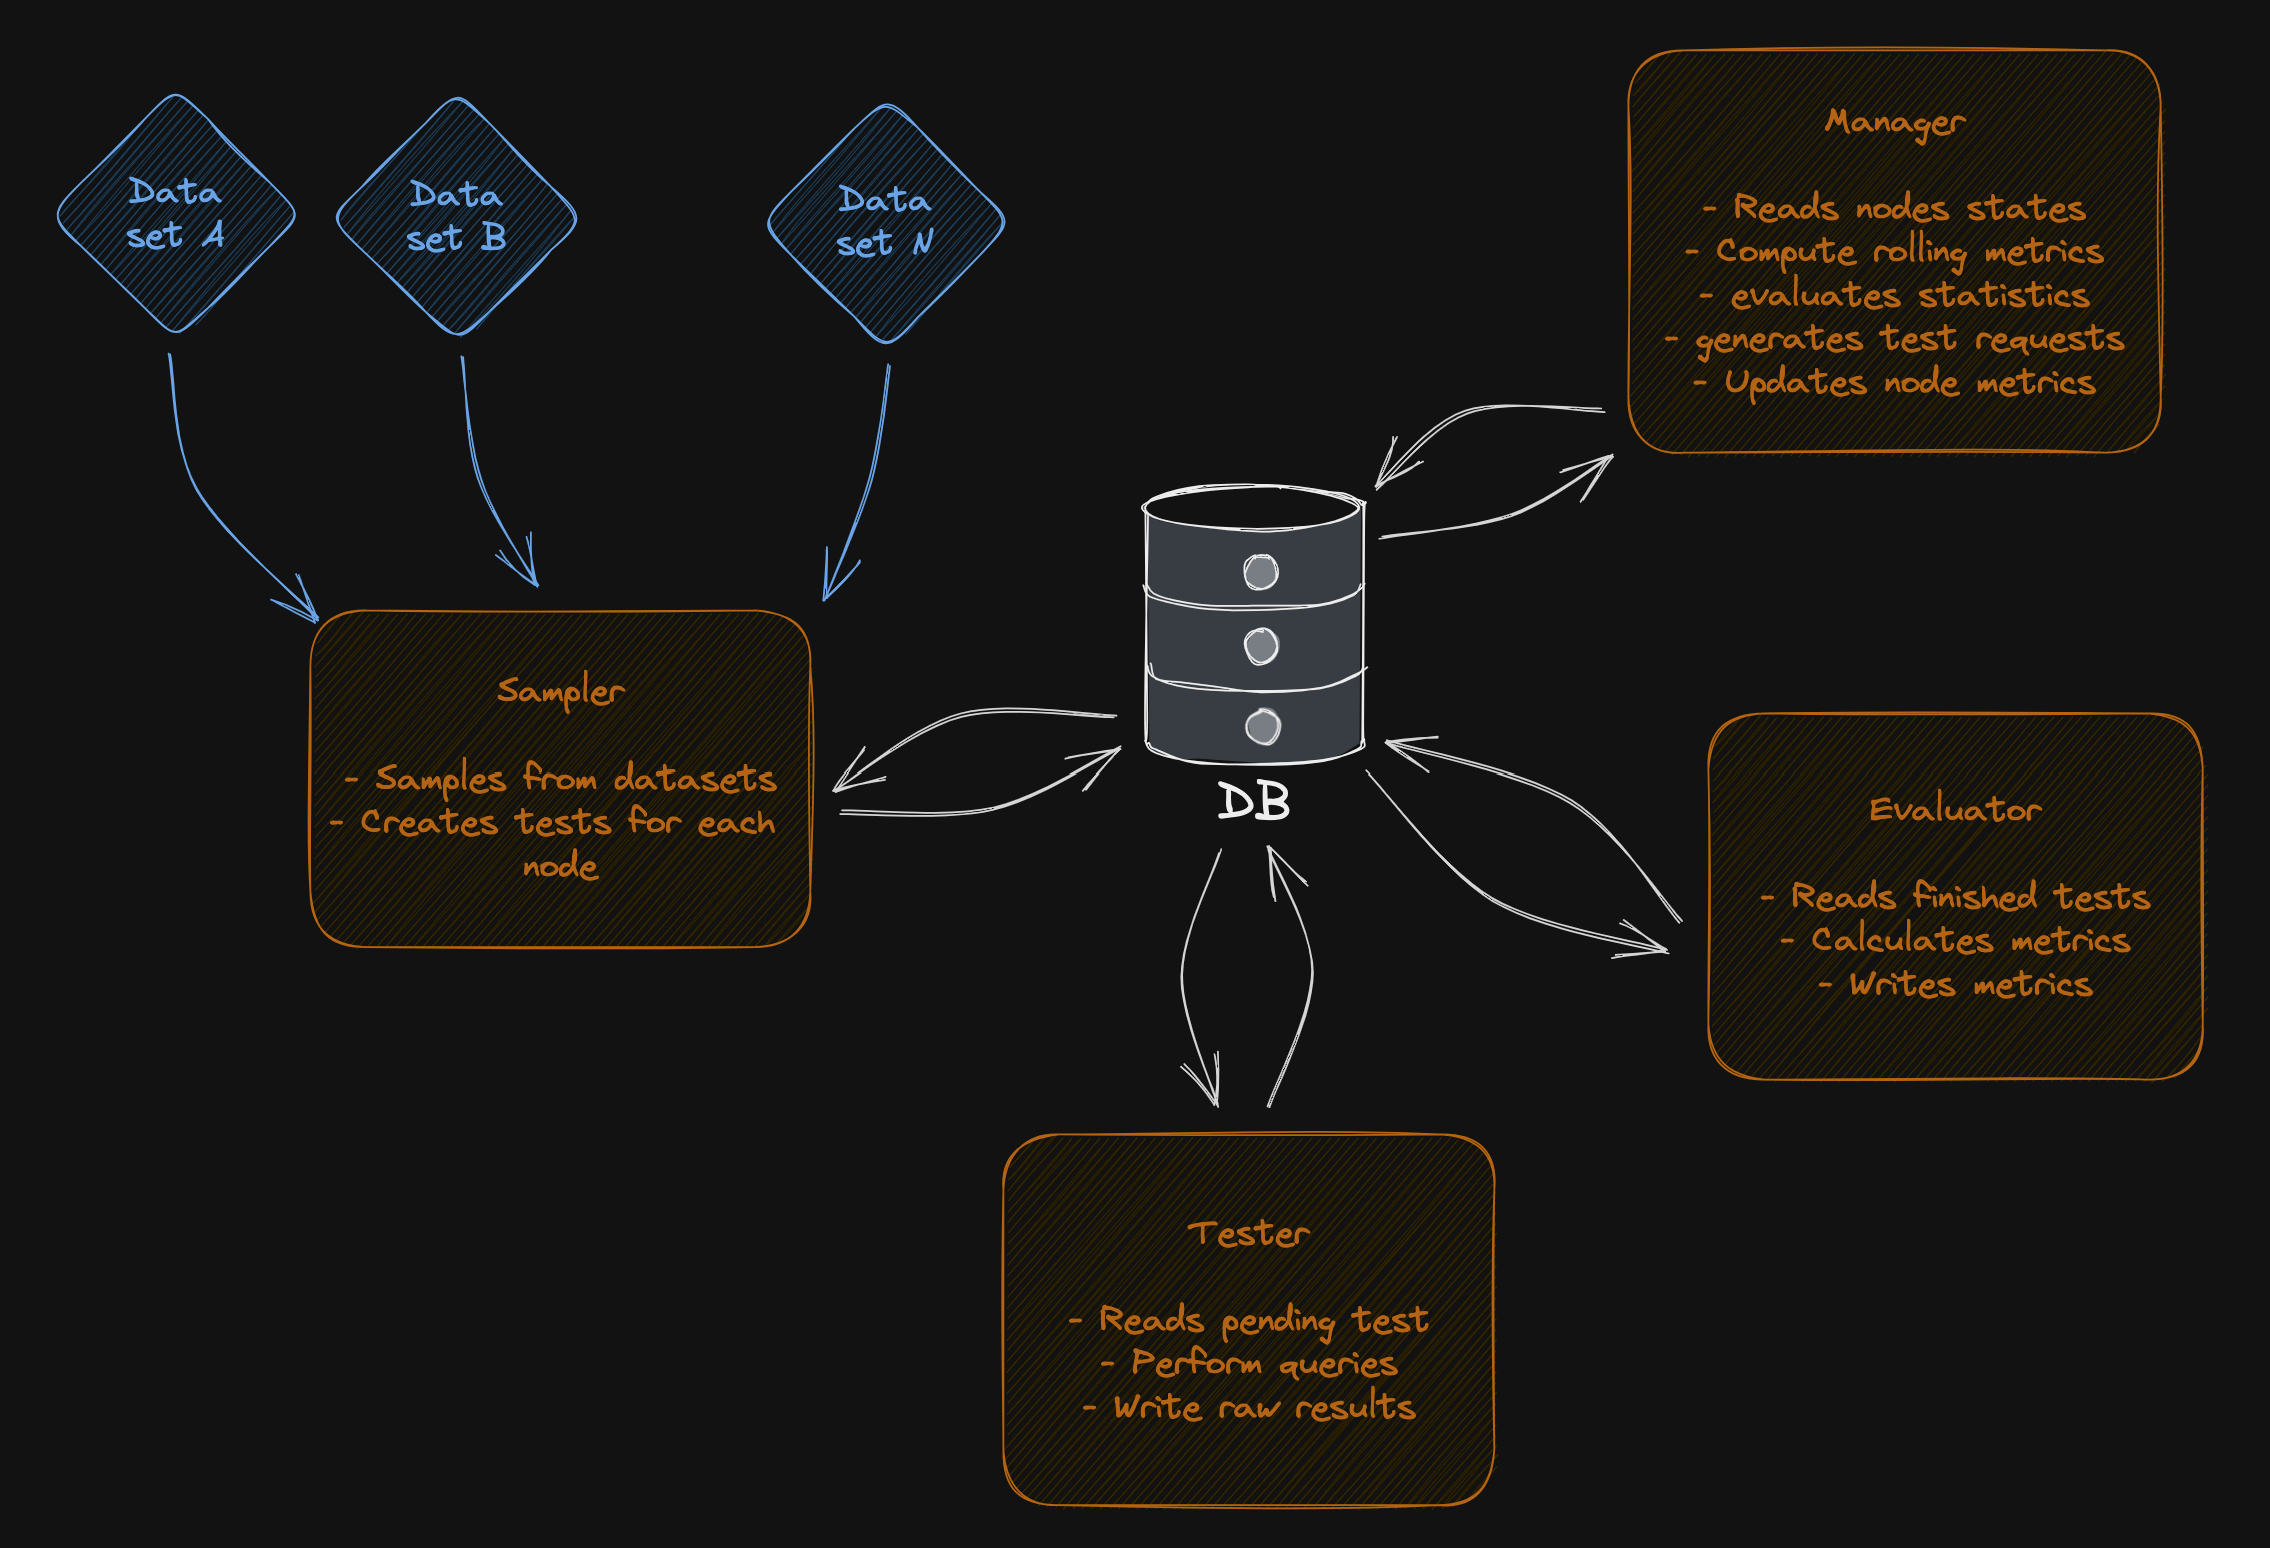 Data
set A
Data
set B
Data
set N
Manager
- Reads nodes states
- Compute rolling metrics
- evaluates statistics
- generates test requests
- Updates node metrics
Sampler
- Samples from datasets
- Creates tests for each
node
DB
Evaluator
- Reads finished tests
- Calculates metrics
- Writes metrics
Tester
- Reads pending test
- Perform queries
- Write raw results